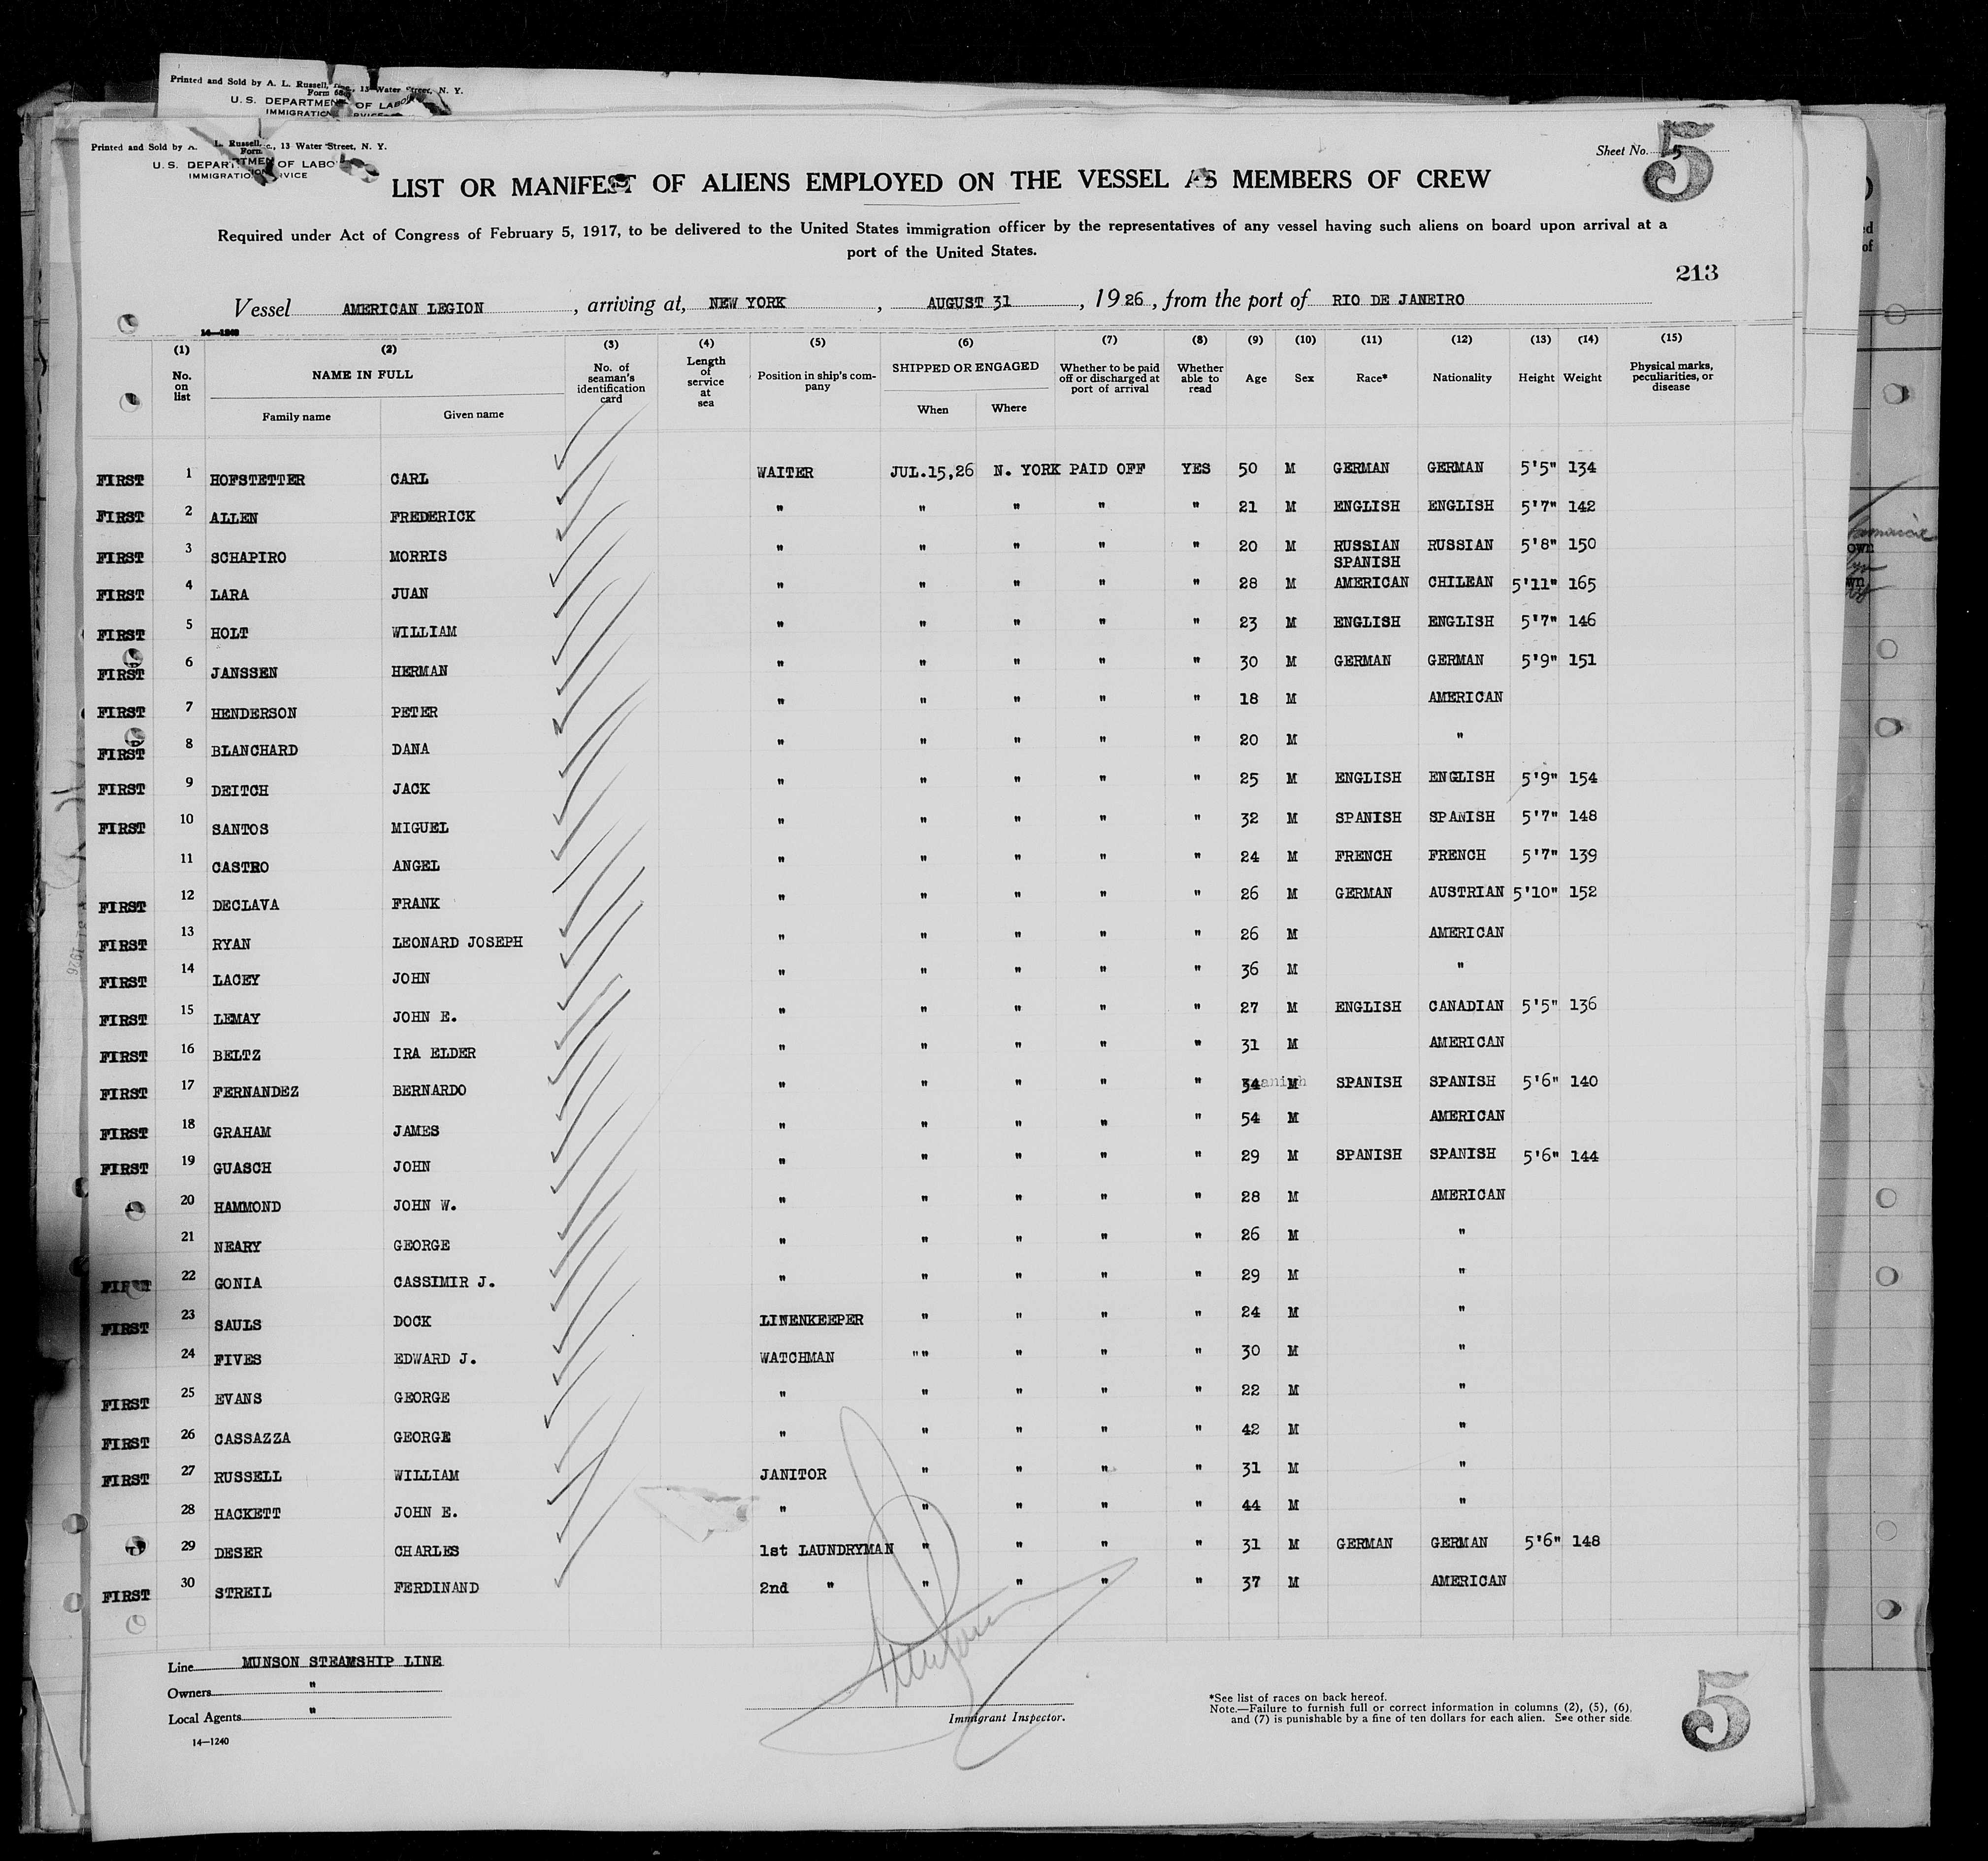 Printed and Sold by A. L. Russell, Inc., 13 Water Street, N. Y.
Form
U. S. DEPARTMENT OF LABOR
IMMIGRATION SERVICE
Printed and Sold by A. L. Russell, Inc., 13 Water Street, N. Y.
Form
U. S. DEPARTMENT OF LABOR
IMMIGRATION SERVICE
Sheet No. 5
5
LIST OR MANIFEST OF ALIENS EMPLOYED ON THE VESSEL AS MEMBERS OF CREW
Required under Act of Congress of February 5, 1917, to be delivered to the United States immigration officer by the representatives of any vessel having such aliens on board upon arrival at a
port of the United States.
213
Vessel AMERICAN LEGION, arriving at, NEW YORK, AUGUST 31, 1926, from the port of RIO DE JANEIRO
14—1240
(1) (2) (3) (4) (5) (6) (7) (8) (9) (10) (11) (12) (13) (14) (15)
No. on list NAME IN FULL Family name Given name No. of seaman's identification card Length of service at sea Position in ship's company SHIPPED OR ENGAGED When Where Whether to be paid off or discharged at port of arrival Whether able to read Age Sex Race* Nationality Height Weight Physical marks, peculiarities, or disease
FIRST 1 HOFSTETTER CARL WAITER JUL.15,26 N. YORK PAID OFF YES 50 M GERMAN GERMAN 5'5" 134
FIRST 2 ALLEN FREDERICK " " " " " 21 M ENGLISH ENGLISH 5'7" 142
FIRST 3 SCHAPIRO MORRIS " " " " " 20 M RUSSIAN RUSSIAN 5'8" 150
FIRST 4 LARA JUAN " " " " " 28 M SPANISH AMERICAN CHILEAN 5'11" 165
FIRST 5 HOLT WILLIAM " " " " " 23 M ENGLISH ENGLISH 5'7" 146
FIRST 6 JANSSEN HERMAN " " " " " 30 M GERMAN GERMAN 5'9" 151
FIRST 7 HENDERSON PETER " " " " " 18 M AMERICAN
FIRST 8 BLANCHARD DANA " " " " " 20 M "
FIRST 9 DEITCH JACK " " " " " 25 M ENGLISH ENGLISH 5'9" 154
FIRST 10 SANTOS MIGUEL " " " " " 32 M SPANISH SPANISH 5'7" 148
11 CASTRO ANGEL " " " " " 24 M FRENCH FRENCH 5'7" 139
FIRST 12 DECLAVA FRANK " " " " " 26 M GERMAN AUSTRIAN 5'10" 152
FIRST 13 RYAN LEONARD JOSEPH " " " " " 26 M AMERICAN
FIRST 14 LACEY JOHN " " " " " 36 M "
FIRST 15 LEMAY JOHN E. " " " " " 27 M ENGLISH CANADIAN 5'5" 136
FIRST 16 BELTZ IRA ELDER " " " " " 31 M AMERICAN
FIRST 17 FERNANDEZ BERNARDO " " " " " 34 M SPANISH SPANISH 5'6" 140
FIRST 18 GRAHAM JAMES " " " " " 54 M AMERICAN
FIRST 19 GUASCH JOHN " " " " " 29 M SPANISH SPANISH 5'6" 144
20 HAMMOND JOHN W. " " " " " 28 M AMERICAN
21 NEARY GEORGE " " " " " 26 M "
FIRST 22 GONIA CASSIMIR J. " " " " " 29 M "
FIRST 23 SAULS DOCK LINENKEEPER " " " " 24 M "
24 FIVES EDWARD J. WATCHMAN "" " " " 30 M "
FIRST 25 EVANS GEORGE " " " " " 22 M "
FIRST 26 CASSAZZA GEORGE " " " " " 42 M "
FIRST 27 RUSSELL WILLIAM JANITOR " " " " 31 M "
28 HACKETT JOHN E. " " " " " 44 M "
29 DESER CHARLES 1st LAUNDRYMAN " " " " 31 M GERMAN GERMAN 5'6" 148
FIRST 30 STREIL FERDINAND 2nd " " " " " 37 M AMERICAN
Line MUNSON STEAMSHIP LINE
Owners "
Local Agents "
14—1240
Immigrant Inspector.
*See list of races on back hereof.
Note.—Failure to furnish full or correct information in columns (2), (5), (6),
and (7) is punishable by a fine of ten dollars for each alien. See other side.
5